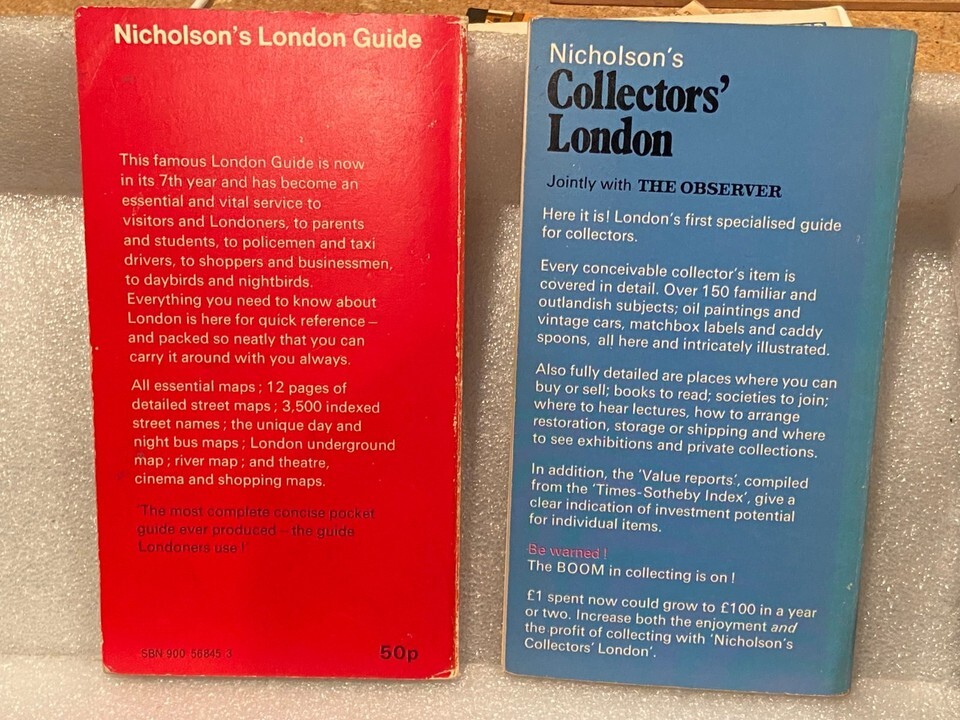 Nicholson's London Guide
This famous London Guide is now
in its 7th year and has become an
essential and vital service to
visitors and Londoners, to parents
and students, to policemen and taxi
drivers, to shoppers and businessmen,
to daybirds and nightbirds.
Everything you need to know about
London is here for quick reference –
and packed so neatly that you can
carry it around with you always.
All essential maps; 12 pages of
detailed street maps; 3,500 indexed
street names; the unique day and
night bus maps; London underground
map; river map; and theatre,
cinema and shopping maps.
'The most complete concise pocket
guide ever produced – the guide
Londoners use!'
SBN 900 56845 3
50p
Nicholson's
Collectors'
London
Jointly with THE OBSERVER
Here it is! London's first specialised guide
for collectors.
Every conceivable collector's item is
covered in detail. Over 150 familiar and
outlandish subjects; oil paintings and
vintage cars, matchbox labels and caddy
spoons, all here and intricately illustrated.
Also fully detailed are places where you can
buy or sell; books to read; societies to join;
where to hear lectures, how to arrange
restoration, storage or shipping and where
to see exhibitions and private collections.
In addition, the 'Value reports', compiled
from the 'Times-Sotheby Index', give a
clear indication of investment potential
for individual items.
Be warned!
The BOOM in collecting is on!
£1 spent now could grow to £100 in a year
or two. Increase both the enjoyment and
the profit of collecting with 'Nicholson's
Collectors' London'.